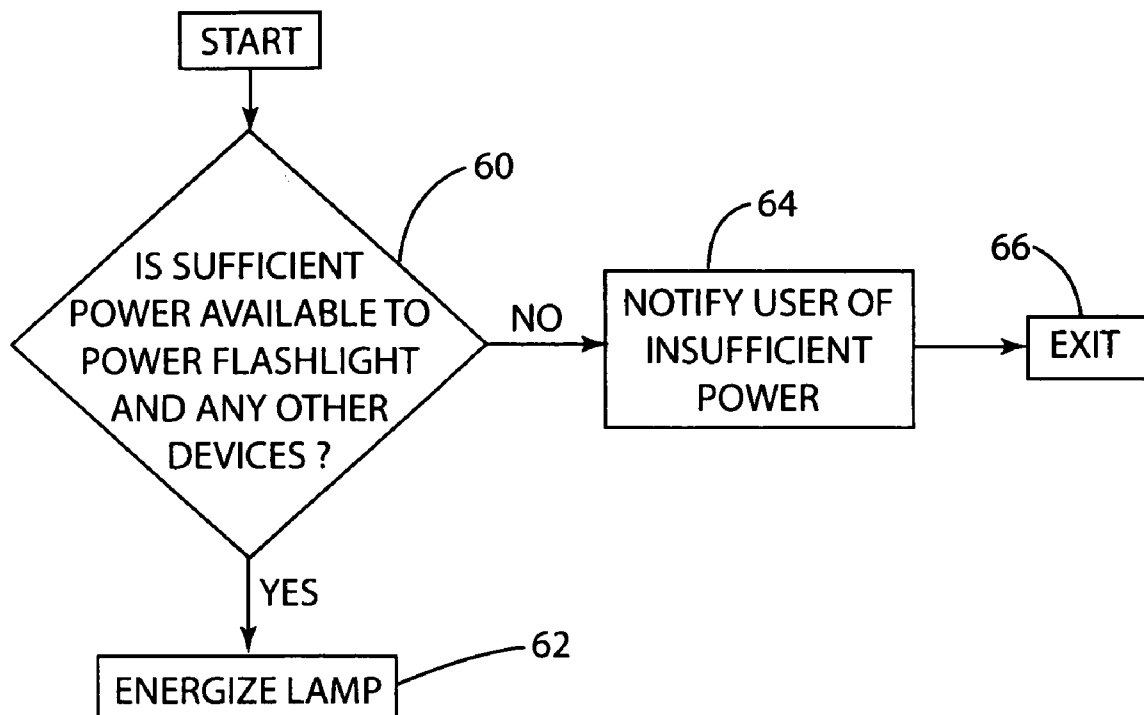 START
60
IS SUFFICIENT
POWER AVAILABLE TO
POWER FLASHLIGHT
AND ANY OTHER
DEVICES ?
NO
64
NOTIFY USER OF
INSUFFICIENT
POWER
66
EXIT
YES
62
ENERGIZE LAMP